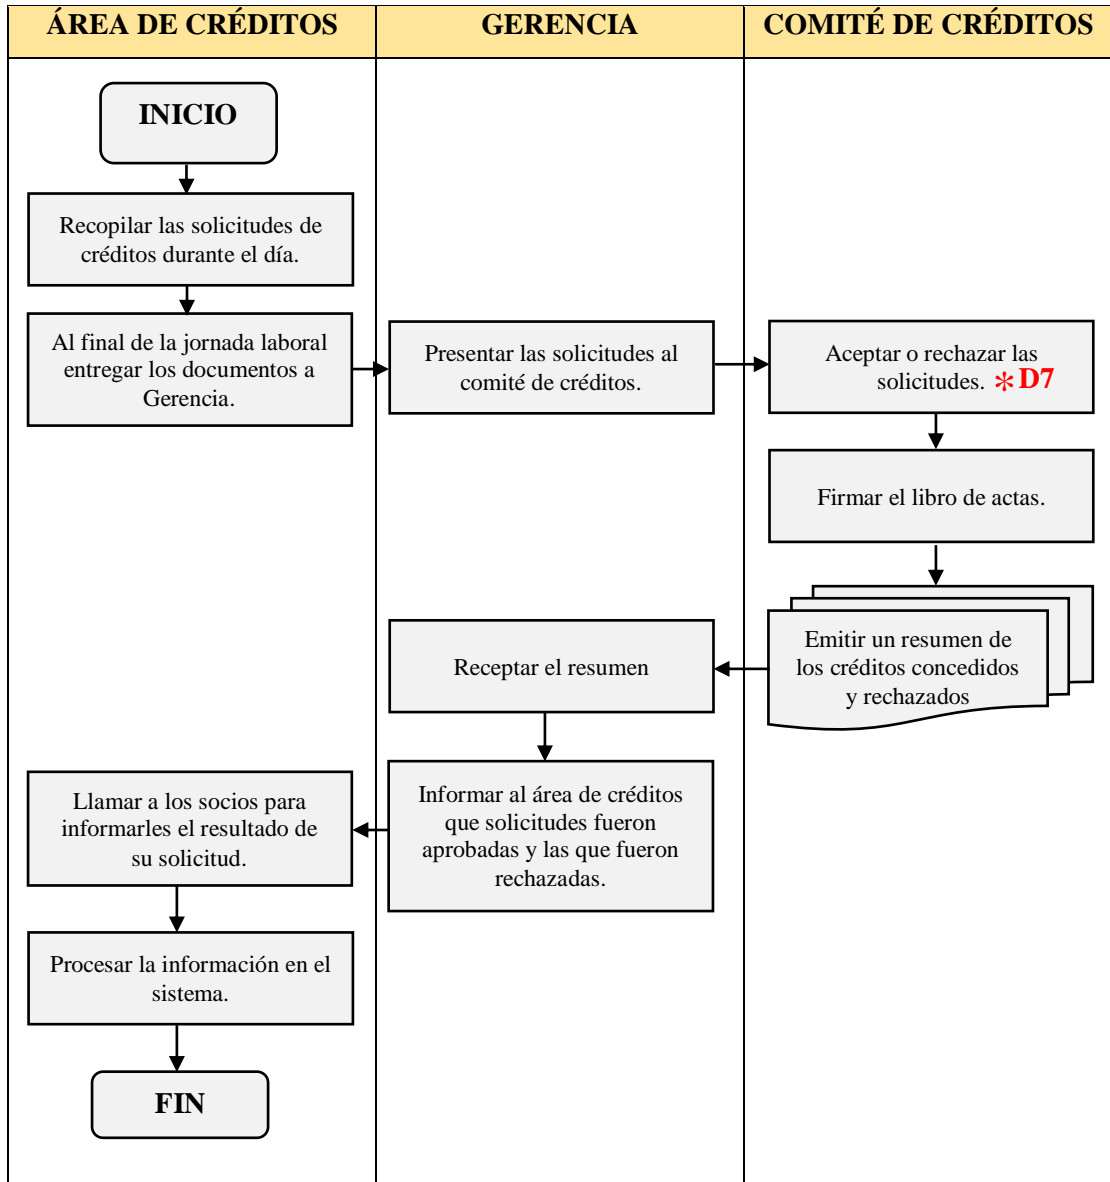 ÁREA DE CRÉDITOS
GERENCIA
COMITÉ DE CRÉDITOS
INICIO
Recopilar las solicitudes de
créditos durante el día.
Al final de la jornada laboral
entregar los documentos a
Gerencia.
Presentar las solicitudes al
comité de créditos.
Aceptar o rechazar las
solicitudes. * D7
Firmar el libro de actas.
Emitir un resumen de
los créditos concedidos
y rechazados
Receptar el resumen
Informar al área de créditos
que solicitudes fueron
aprobadas y las que fueron
rechazadas.
Llamar a los socios para
informarles el resultado de
su solicitud.
Procesar la información en el
sistema.
FIN